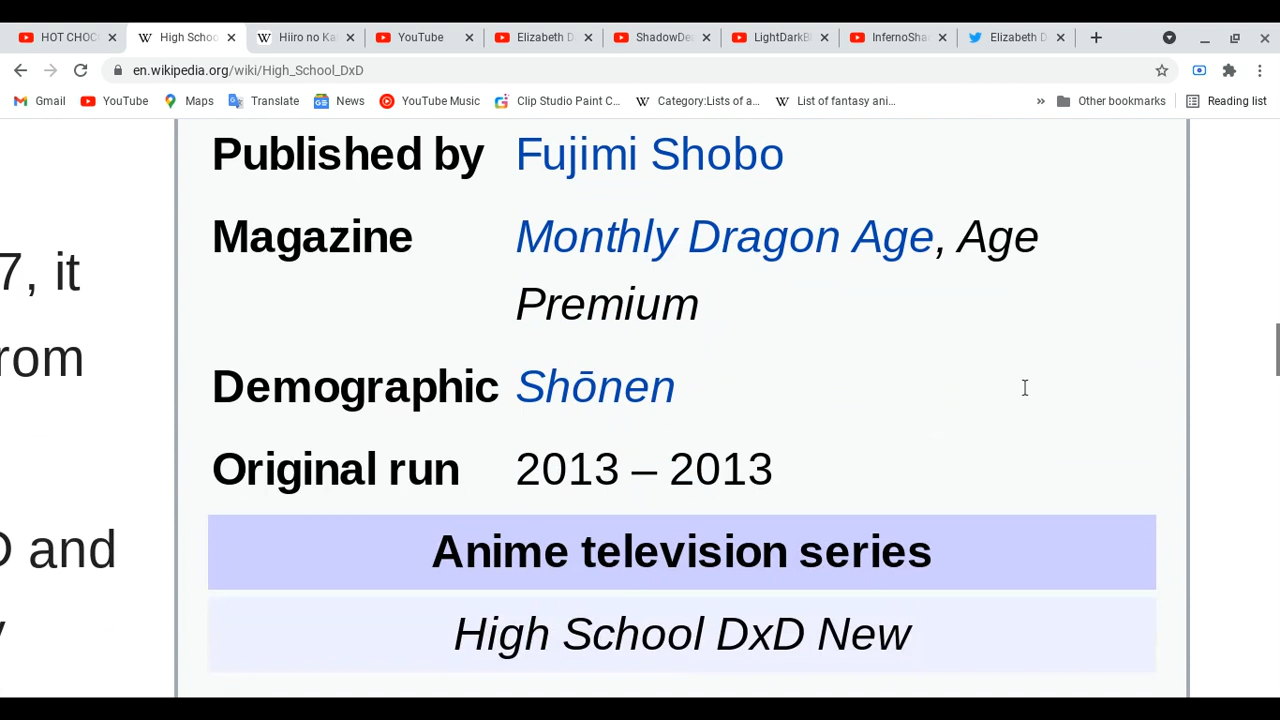 HOT CHOC
High Schoo
Hiiro no Ka
YouTube
Elizabeth D
ShadowDea
LightDarkB
InfernoSha
Elizabeth D
en.wikipedia.org/wiki/High_School_DxD
Gmail YouTube Maps Translate News YouTube Music Clip Studio Paint C... Category:Lists of a... List of fantasy ani... » Other bookmarks Reading list
Published by Fujimi Shobo
7, it
Magazine Monthly Dragon Age, Age
Premium
rom
Demographic Shōnen
Original run 2013 – 2013
D and
Anime television series
y
High School DxD New